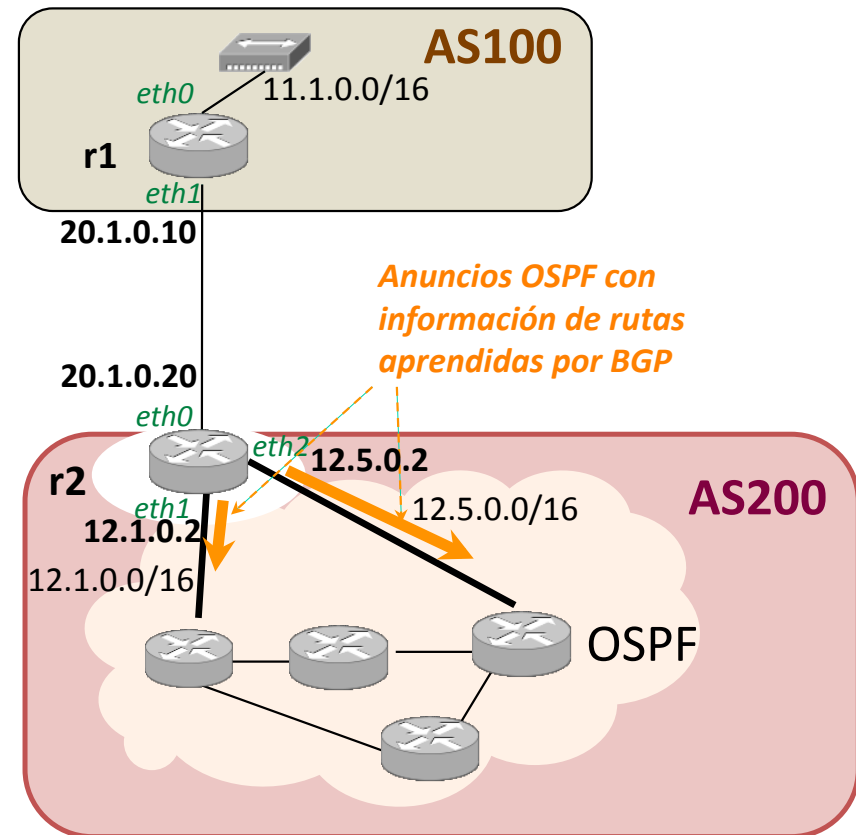 AS100
eth0
11.1.0.0/16
r1
eth1
20.1.0.10
Anuncios OSPF con
información de rutas
aprendidas por BGP
20.1.0.20
eth0
eth2
12.5.0.2
r2
AS200
eth1
12.5.0.0/16
12.1.0.2
12.1.0.0/16
OSPF